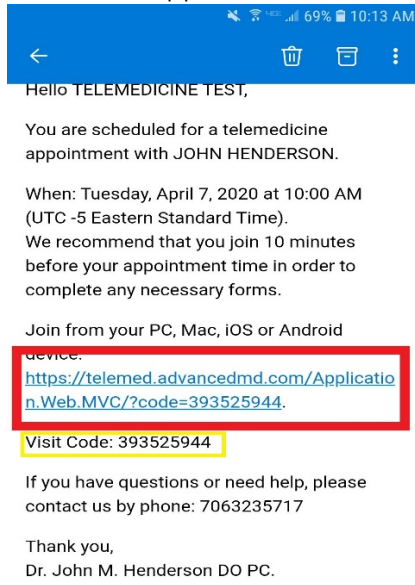 69% 10:13 AM
Hello TELEMEDICINE TEST,
You are scheduled for a telemedicine
appointment with JOHN HENDERSON.
When: Tuesday, April 7, 2020 at 10:00 AM
(UTC -5 Eastern Standard Time).
We recommend that you join 10 minutes
before your appointment time in order to
complete any necessary forms.
Join from your PC, Mac, iOS or Android
device:
https://telemed.advancedmd.com/Applicatio
n.Web.MVC/?code=393525944.
Visit Code: 393525944
If you have questions or need help, please
contact us by phone: 7063235717
Thank you,
Dr. John M. Henderson DO PC.